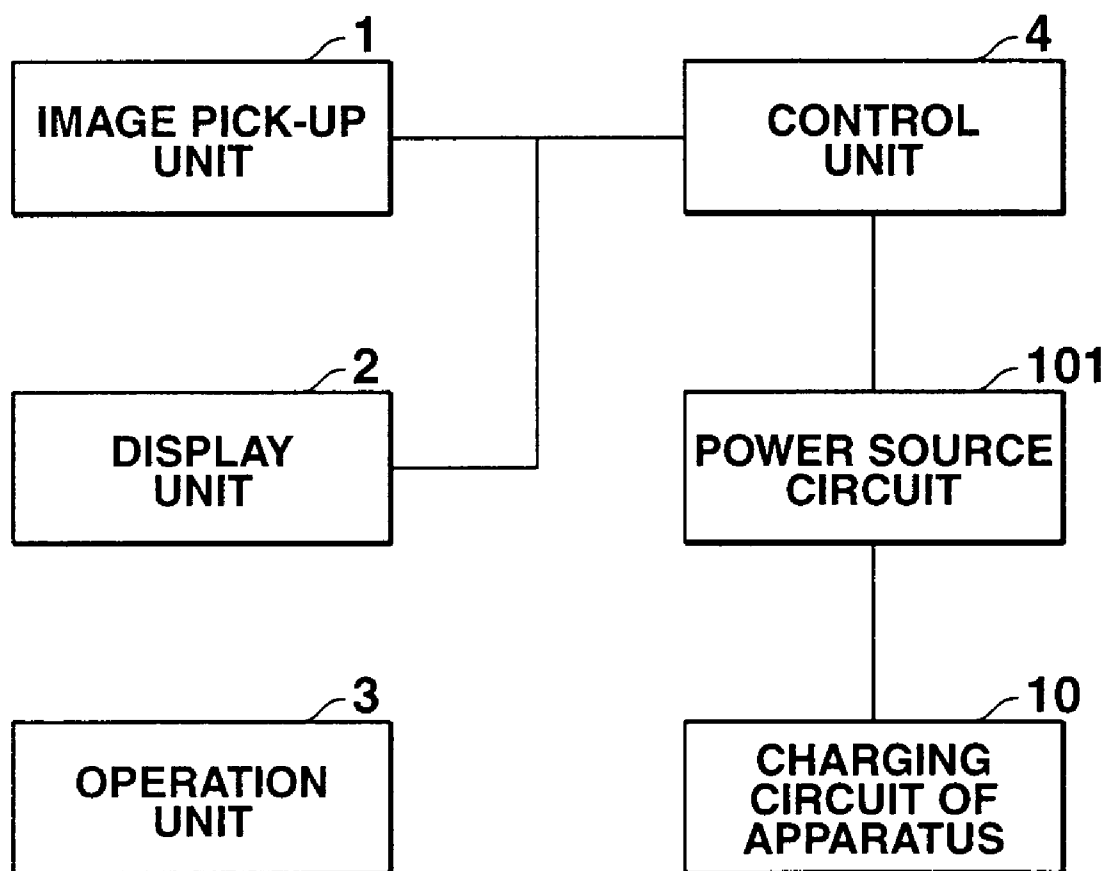 1
IMAGE PICK-UP
UNIT
4
CONTROL
UNIT
2
DISPLAY
UNIT
101
POWER SOURCE
CIRCUIT
3
OPERATION
UNIT
10
CHARGING
CIRCUIT OF
APPARATUS